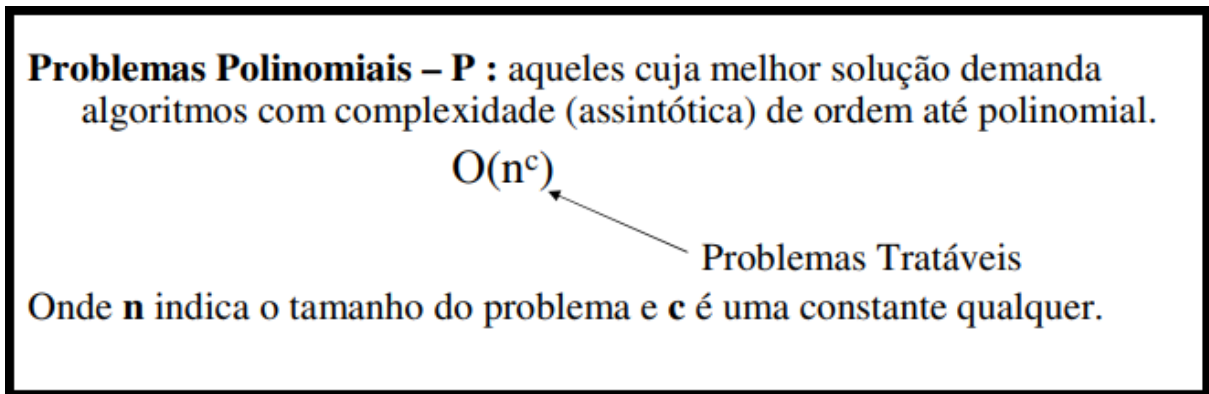 Problemas Polinomiais – P : aqueles cuja melhor solução demanda
algoritmos com complexidade (assintótica) de ordem até polinomial.
O(nᶜ)
Problemas Tratáveis
Onde n indica o tamanho do problema e c é uma constante qualquer.